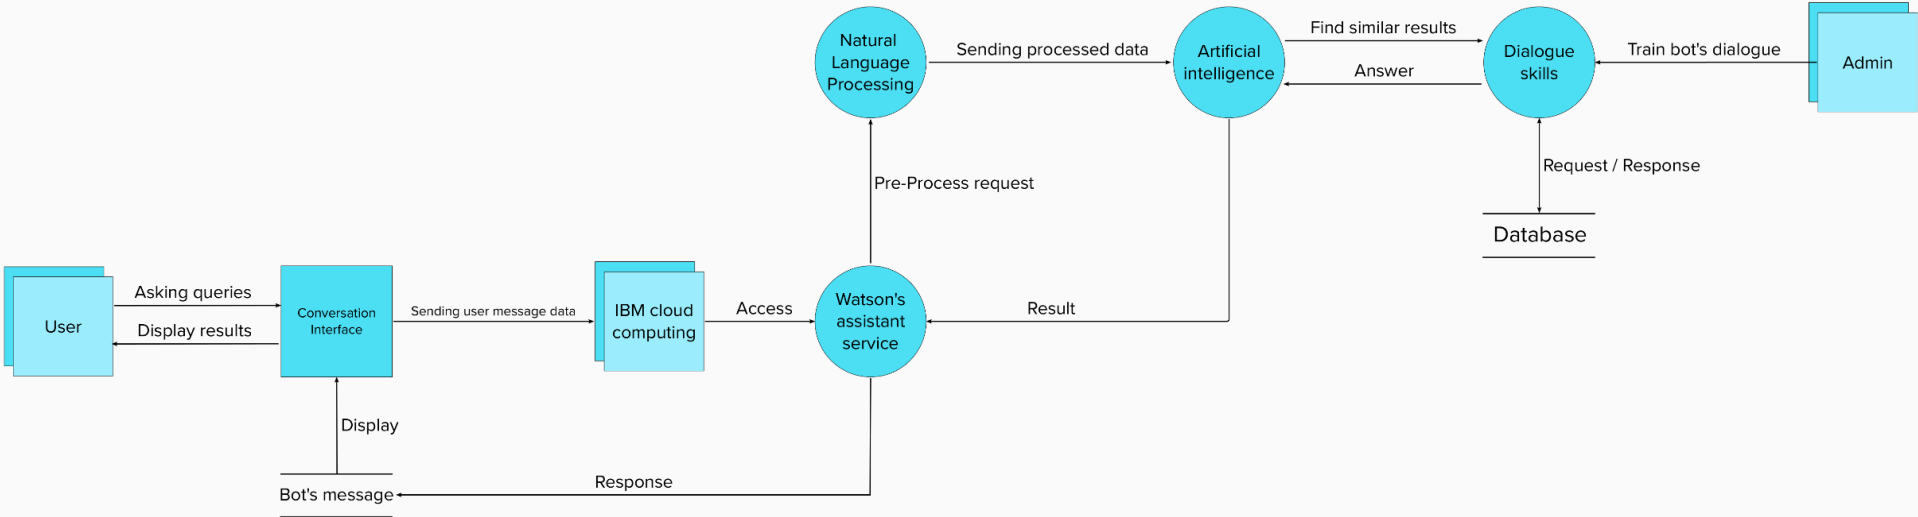 Natural
Language
Processing
Sending processed data
Artificial
intelligence
Find similar results
Answer
Dialogue
skills
Train bot's dialogue
Admin
Pre-Process request
Request / Response
Database
User
Asking queries
Display results
Conversation
Interface
Sending user message data
IBM cloud
computing
Access
Watson's
assistant
service
Result
Display
Bot's message
Response